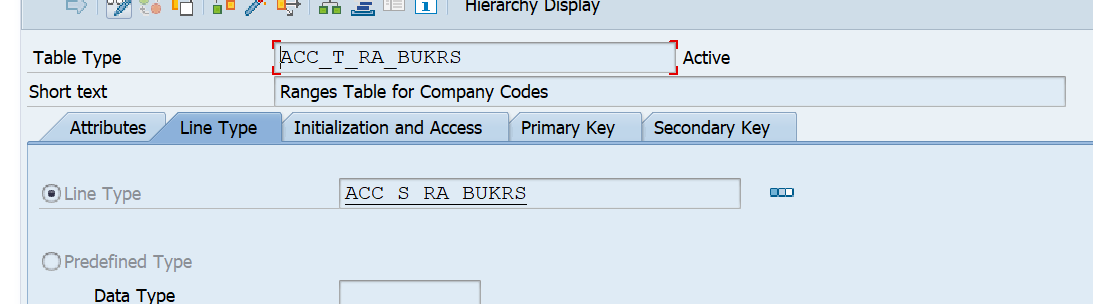 Hierarchy Display
Table Type ACC_T_RA_BUKRS Active
Short text Ranges Table for Company Codes
Attributes Line Type Initialization and Access Primary Key Secondary Key
Line Type ACC_S_RA_BUKRS
Predefined Type
Data Type